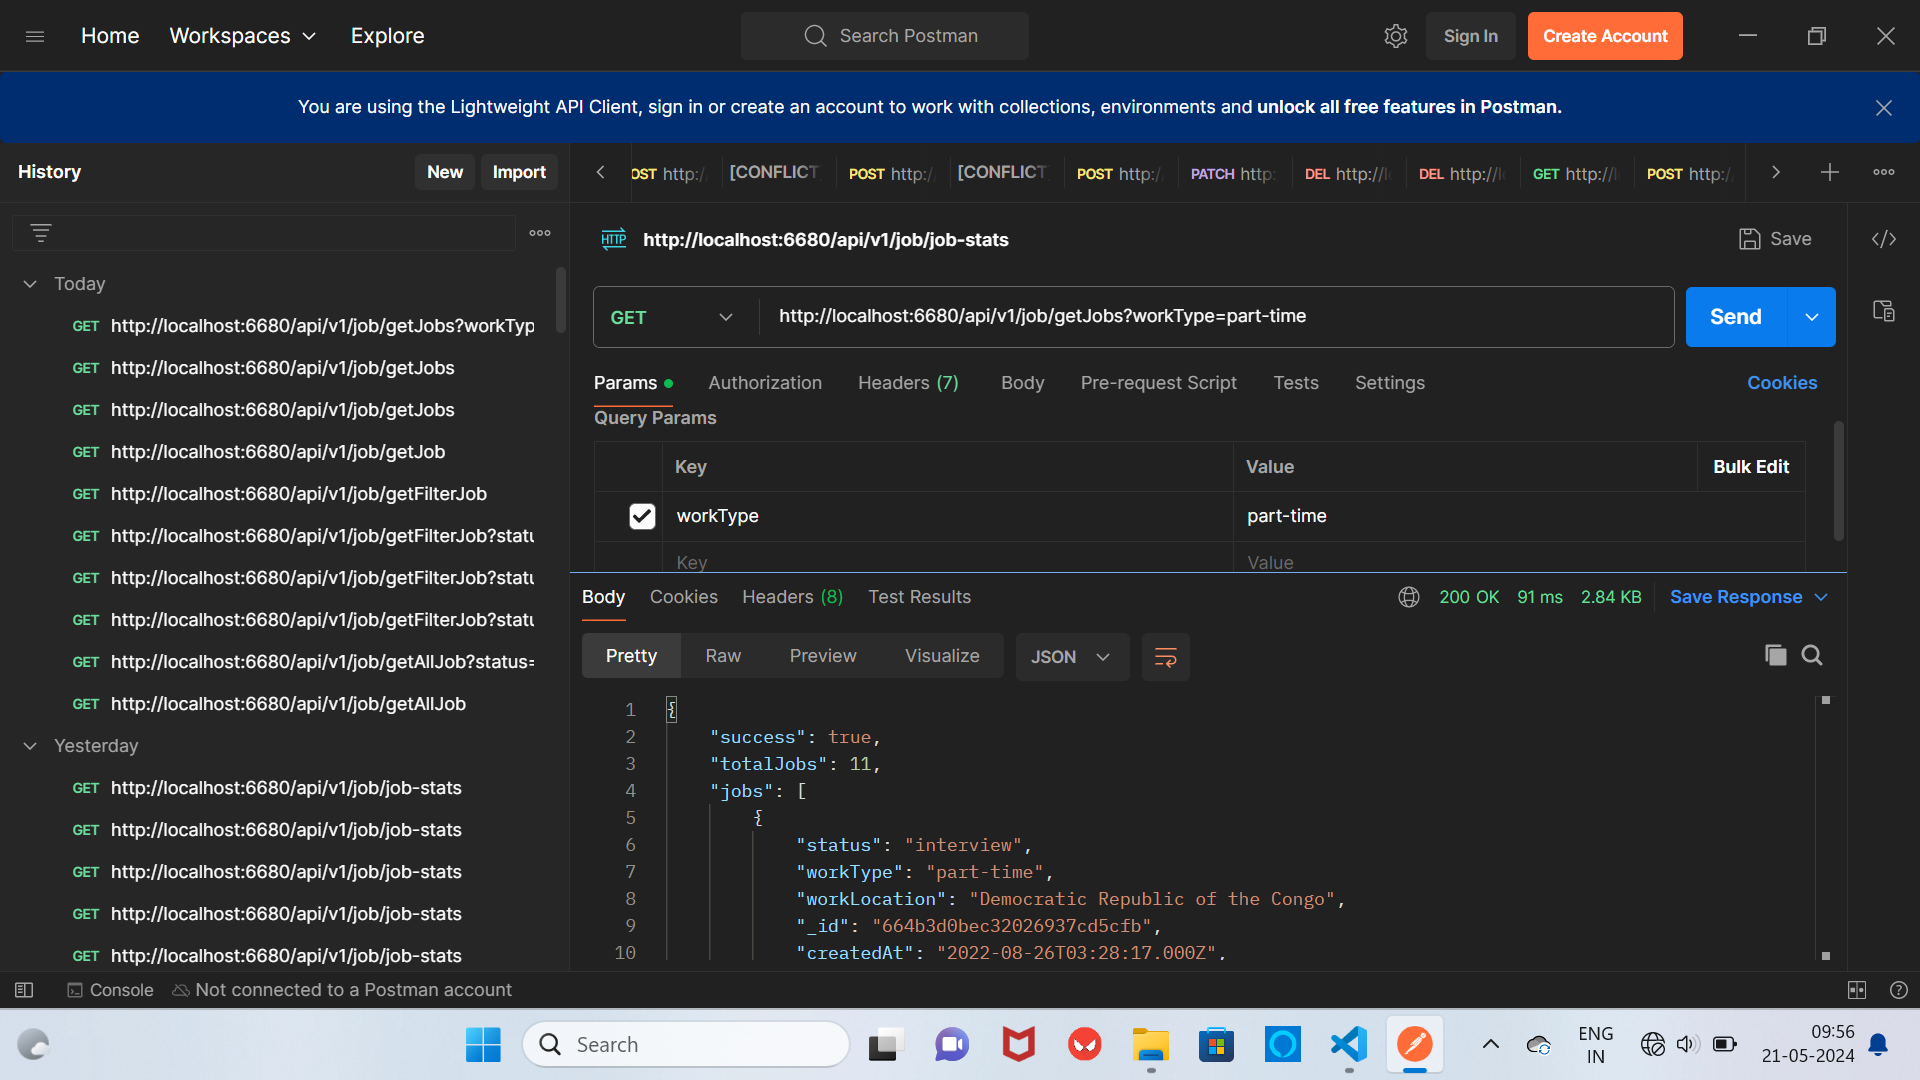 Home
Workspaces
Explore
Search Postman
Sign In
Create Account
You are using the Lightweight API Client, sign in or create an account to work with collections, environments and unlock all free features in Postman.
History
New
Import
OST http:/
[CONFLICT
POST http:/
[CONFLICT
POST http:/
PATCH http:
DEL http://l
DEL http://l
GET http://l
POST http:/
HTTP
http://localhost:6680/api/v1/job/job-stats
Save
Today
GET http://localhost:6680/api/v1/job/getJobs?workTyp
GET http://localhost:6680/api/v1/job/getJobs
GET http://localhost:6680/api/v1/job/getJobs
GET http://localhost:6680/api/v1/job/getJob
GET http://localhost:6680/api/v1/job/getFilterJob
GET http://localhost:6680/api/v1/job/getFilterJob?statu
GET http://localhost:6680/api/v1/job/getFilterJob?statu
GET http://localhost:6680/api/v1/job/getFilterJob?statu
GET http://localhost:6680/api/v1/job/getAllJob?status=
GET http://localhost:6680/api/v1/job/getAllJob
Yesterday
GET http://localhost:6680/api/v1/job/job-stats
GET http://localhost:6680/api/v1/job/job-stats
GET http://localhost:6680/api/v1/job/job-stats
GET http://localhost:6680/api/v1/job/job-stats
GET http://localhost:6680/api/v1/job/job-stats
GET
http://localhost:6680/api/v1/job/getJobs?workType=part-time
Send
Params
Authorization
Headers (7)
Body
Pre-request Script
Tests
Settings
Cookies
Query Params
Key
Value
Bulk Edit
workType
part-time
Key
Value
Body
Cookies
Headers (8)
Test Results
200 OK
91 ms
2.84 KB
Save Response
Pretty
Raw
Preview
Visualize
JSON
1 {
2 "success": true,
3 "totalJobs": 11,
4 "jobs": [
5 {
6 "status": "interview",
7 "workType": "part-time",
8 "workLocation": "Democratic Republic of the Congo",
9 "_id": "664b3d0bec32026937cd5cfb",
10 "createdAt": "2022-08-26T03:28:17.000Z",
Console
Not connected to a Postman account
Search
ENG
IN
09:56
21-05-2024